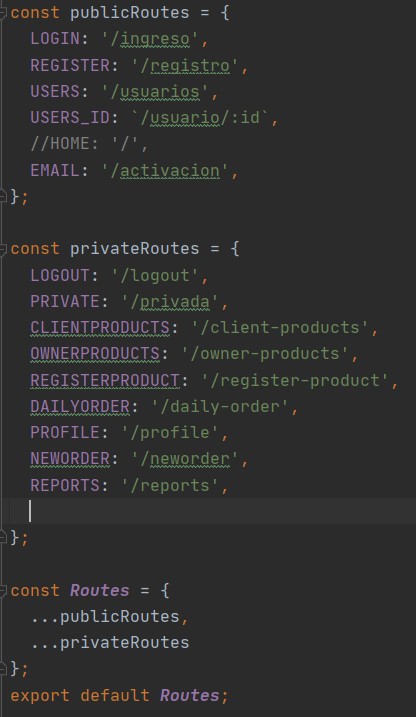 const publicRoutes = {
  LOGIN: '/ingreso',
  REGISTER: '/registro',
  USERS: '/usuarios',
  USERS_ID: `/usuario/:id`,
  //HOME: '/',
  EMAIL: '/activacion',
};
const privateRoutes = {
  LOGOUT: '/logout',
  PRIVATE: '/privada',
  CLIENTPRODUCTS: '/client-products',
  OWNERPRODUCTS: '/owner-products',
  REGISTERPRODUCT: '/register-product',
  DAILYORDER: '/daily-order',
  PROFILE: '/profile',
  NEWORDER: '/neworder',
  REPORTS: '/reports',
};
const Routes = {
  ...publicRoutes,
  ...privateRoutes
};
export default Routes;